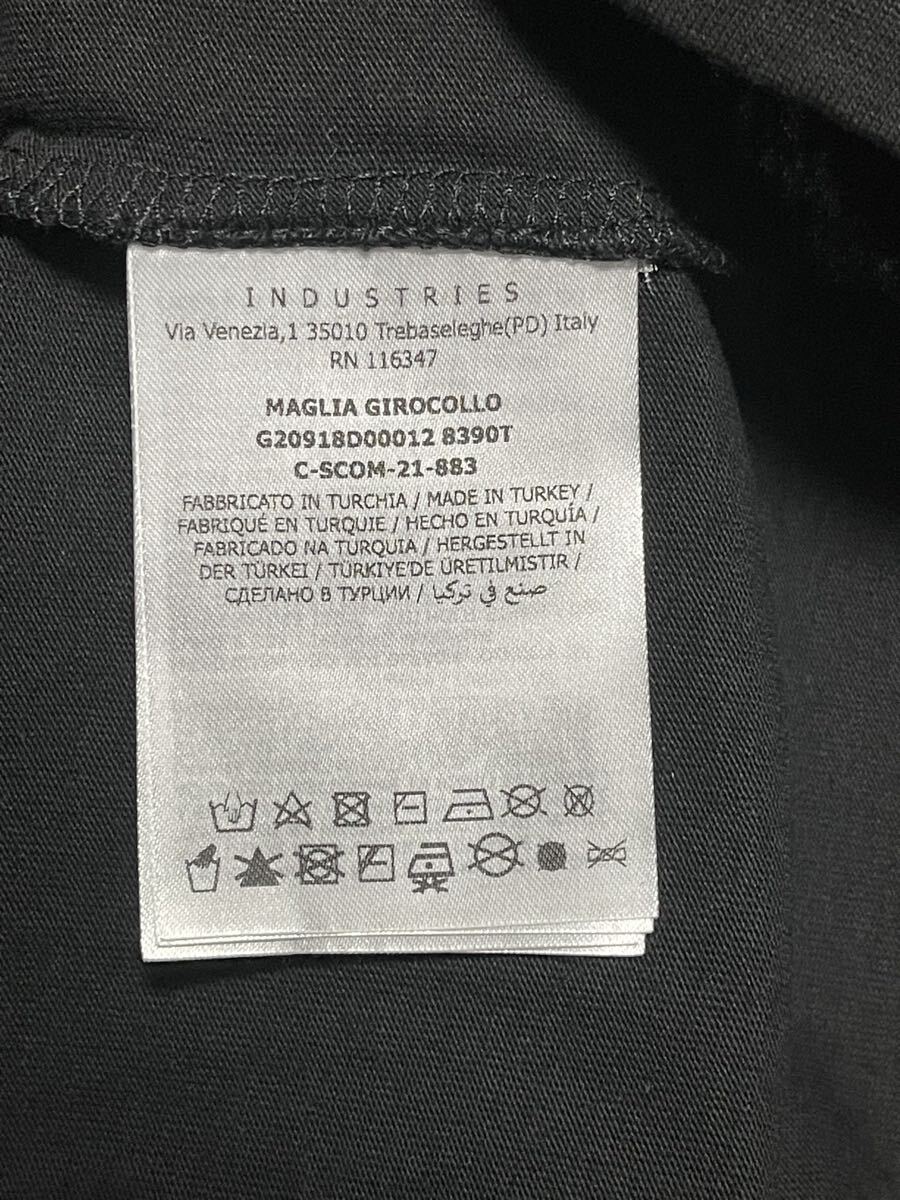 INDUSTRIES
Via Venezia,1 35010 Trebaseleghe(PD) Italy
RN 116347
MAGLIA GIROCOLLO
G20918D00012 8390T
C-SCOM-21-883
FABBRICATO IN TURCHIA / MADE IN TURKEY /
FABRIQUÉ EN TURQUIE / HECHO EN TURQUÍA /
FABRICADO NA TURQUIA / HERGESTELLT IN
DER TÜRKEI / TÜRKIYE'DE ÜRETILMISTIR /
СДЕЛАНО В ТУРЦИИ / صنع في تركيا